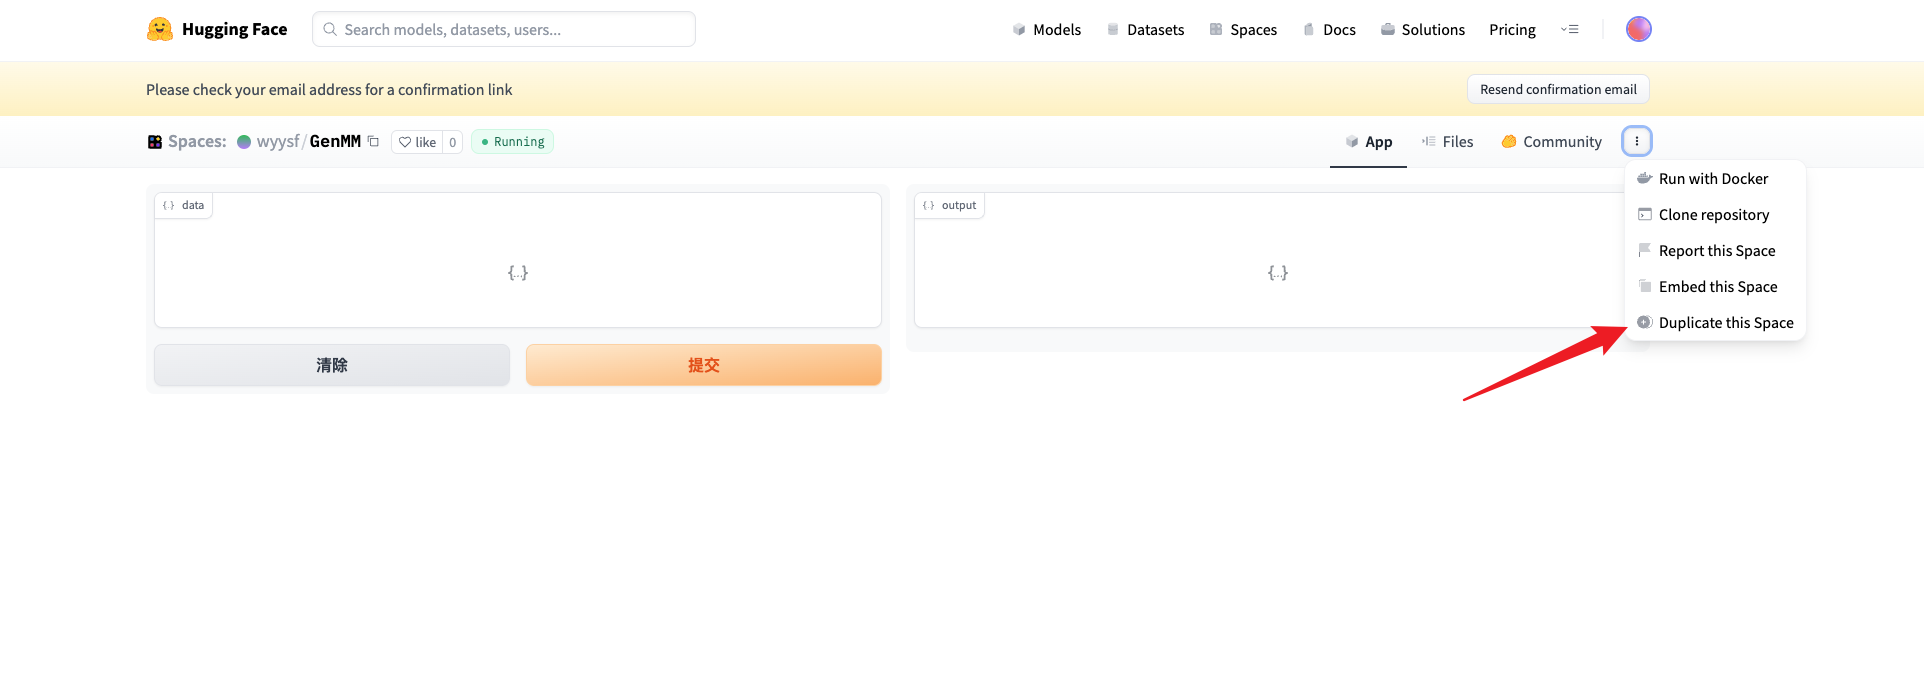 Hugging Face
Search models, datasets, users...
Models
Datasets
Spaces
Docs
Solutions
Pricing
Please check your email address for a confirmation link
Resend confirmation email
Spaces:
wyysf/GenMM
like 0
Running
App
Files
Community
Run with Docker
Clone repository
Report this Space
Embed this Space
Duplicate this Space
{.} data
{...}
清除
提交
{.} output
{...}